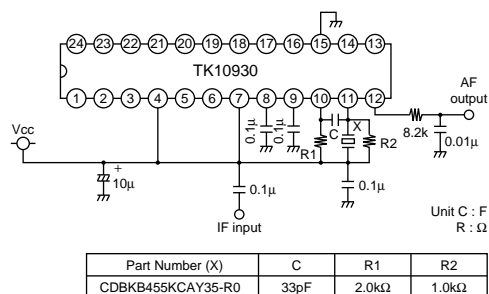 24 23 22 21 20 19 18 17 16 15 14 13
TK10930
1 2 3 4 5 6 7 8 9 10 11 12
AF
output
Vcc
+
10μ
0.1μ
0.1μ
R1
C
X
R2
8.2k
0.01μ
0.1μ
0.1μ
IF input
Unit C : F
R : Ω
Part Number (X) C R1 R2
CDBKB455KCAY35-R0 33pF 2.0kΩ 1.0kΩ